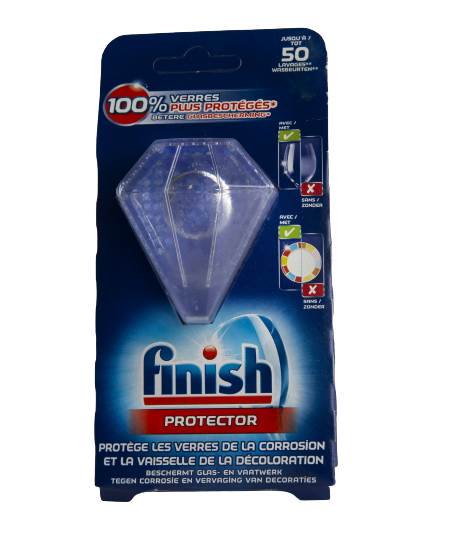 JUSQU'À /
TOT
50
LAVAGES**
WASBEURTEN**
100% VERRES
PLUS PROTÉGÉS*
BETERE GLASBESCHERMING*
AVEC /
MET
SANS /
ZONDER
AVEC /
MET
SANS /
ZONDER
finish
PROTECTOR
PROTÈGE LES VERRES DE LA CORROSION
ET LA VAISSELLE DE LA DÉCOLORATION
BESCHERMT GLAS- EN VAATWERK
TEGEN CORROSIE EN VERVAGING VAN DECORATIES